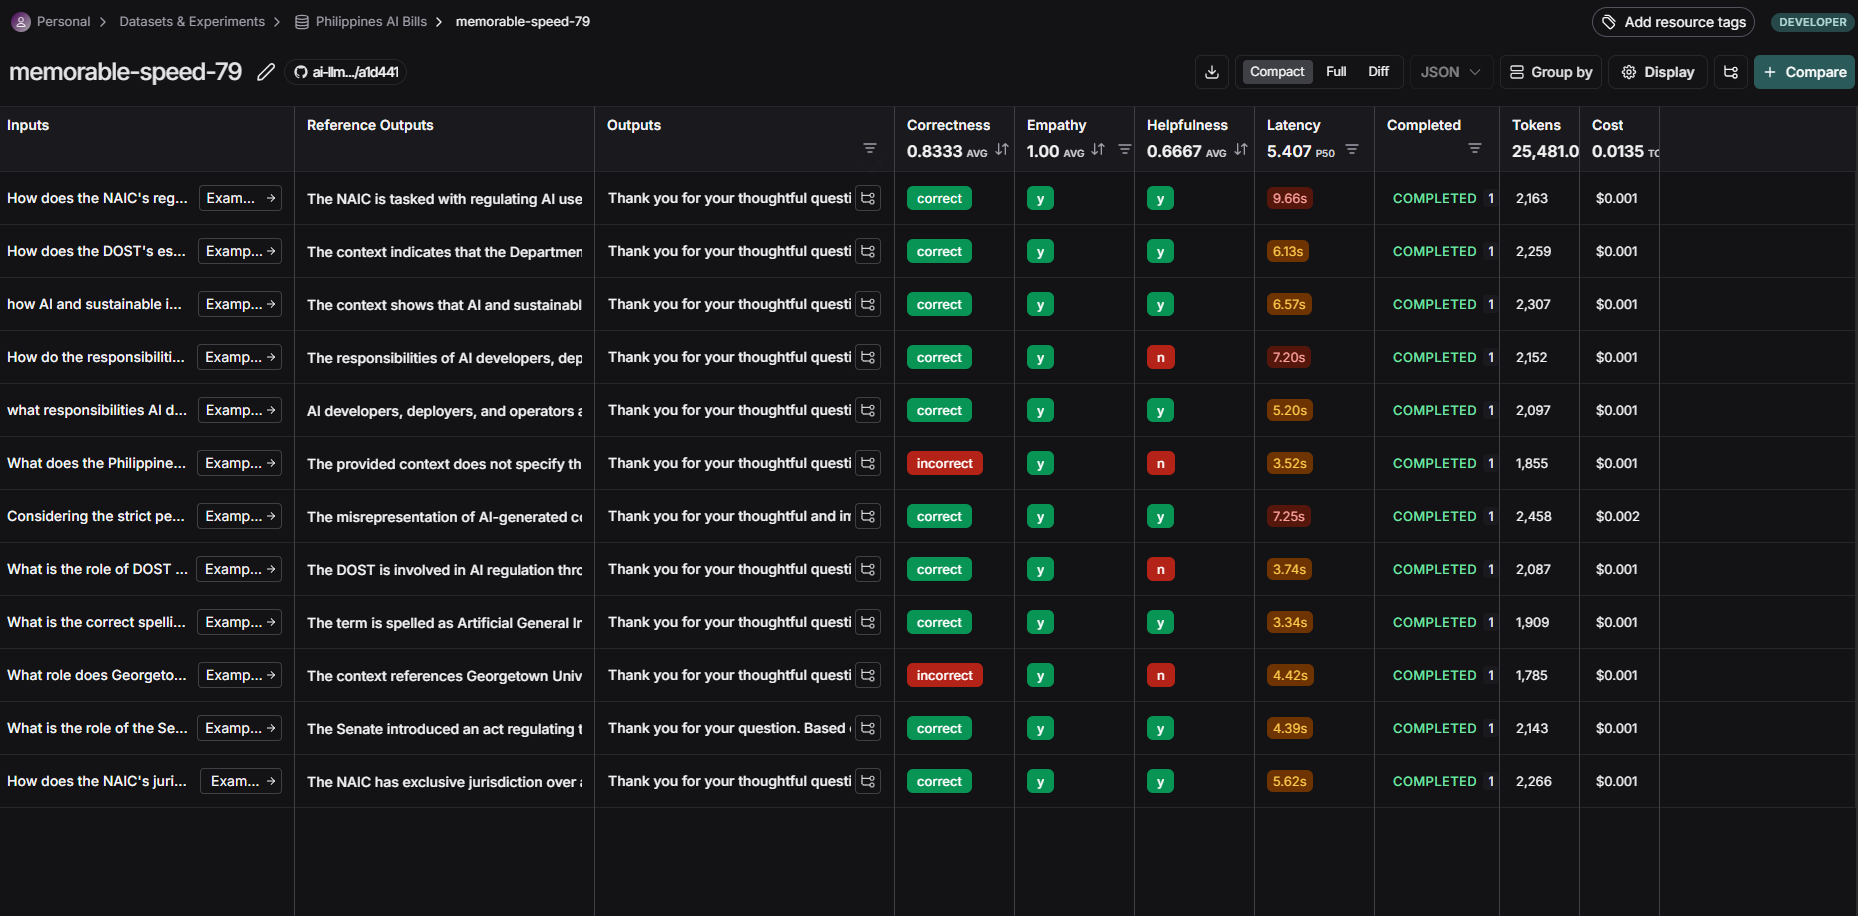 Personal > Datasets & Experiments > Philippines AI Bills > memorable-speed-79
Add resource tags
DEVELOPER
memorable-speed-79
ai-llm.../a1d441
Compact Full Diff
JSON
Group by
Display
+ Compare
Inputs Reference Outputs Outputs Correctness Empathy Helpfulness Latency Completed Tokens Cost
0.8333 AVG 1.00 AVG 0.6667 AVG 5.407 P50 25,481.0 0.0135
How does the NAIC's reg... Exam... → The NAIC is tasked with regulating AI use Thank you for your thoughtful questi correct y y 9.66s COMPLETED 1 2,163 $0.001
How does the DOST's es... Examp... → The context indicates that the Departmen Thank you for your thoughtful questi correct y y 6.13s COMPLETED 1 2,259 $0.001
how AI and sustainable i... Examp... → The context shows that AI and sustainabl Thank you for your thoughtful questi correct y y 6.57s COMPLETED 1 2,307 $0.001
How do the responsibiliti... Examp... → The responsibilities of AI developers, dep Thank you for your thoughtful questi correct y n 7.20s COMPLETED 1 2,152 $0.001
what responsibilities AI d... Examp... → AI developers, deployers, and operators a Thank you for your thoughtful questi correct y y 5.20s COMPLETED 1 2,097 $0.001
What does the Philippine... Examp... → The provided context does not specify th Thank you for your thoughtful questi incorrect y n 3.52s COMPLETED 1 1,855 $0.001
Considering the strict pe... Examp... → The misrepresentation of AI-generated co Thank you for your thoughtful and in correct y y 7.25s COMPLETED 1 2,458 $0.002
What is the role of DOST ... Examp... → The DOST is involved in AI regulation thro Thank you for your thoughtful questi correct y n 3.74s COMPLETED 1 2,087 $0.001
What is the correct spelli... Examp... → The term is spelled as Artificial General In Thank you for your thoughtful questi correct y y 3.34s COMPLETED 1 1,909 $0.001
What role does Georgeto... Examp... → The context references Georgetown Univ Thank you for your thoughtful questi incorrect y n 4.42s COMPLETED 1 1,785 $0.001
What is the role of the Se... Examp... → The Senate introduced an act regulating t Thank you for your question. Based correct y y 4.39s COMPLETED 1 2,143 $0.001
How does the NAIC's juri... Exam... → The NAIC has exclusive jurisdiction over a Thank you for your thoughtful questi correct y y 5.62s COMPLETED 1 2,266 $0.001